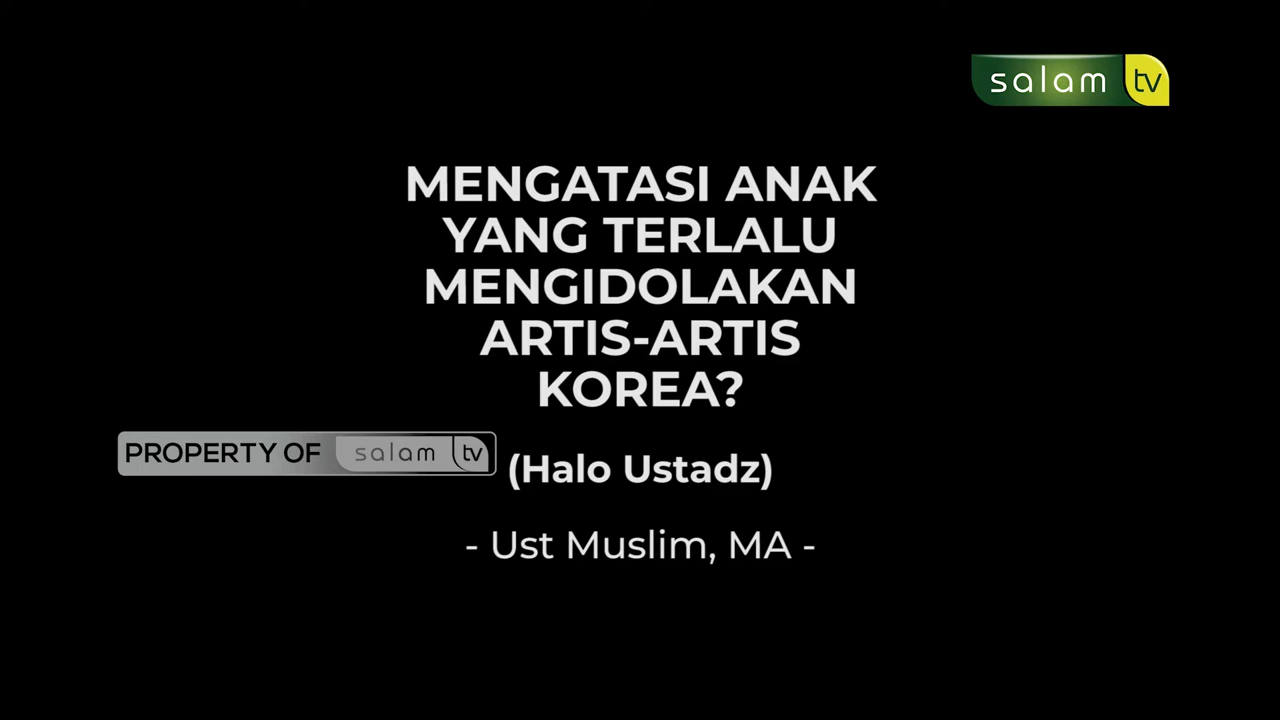 salam tv
MENGATASI ANAK
YANG TERLALU
MENGIDOLAKAN
ARTIS-ARTIS
KOREA?
PROPERTY OF salam tv
(Halo Ustadz)
- Ust Muslim, MA -